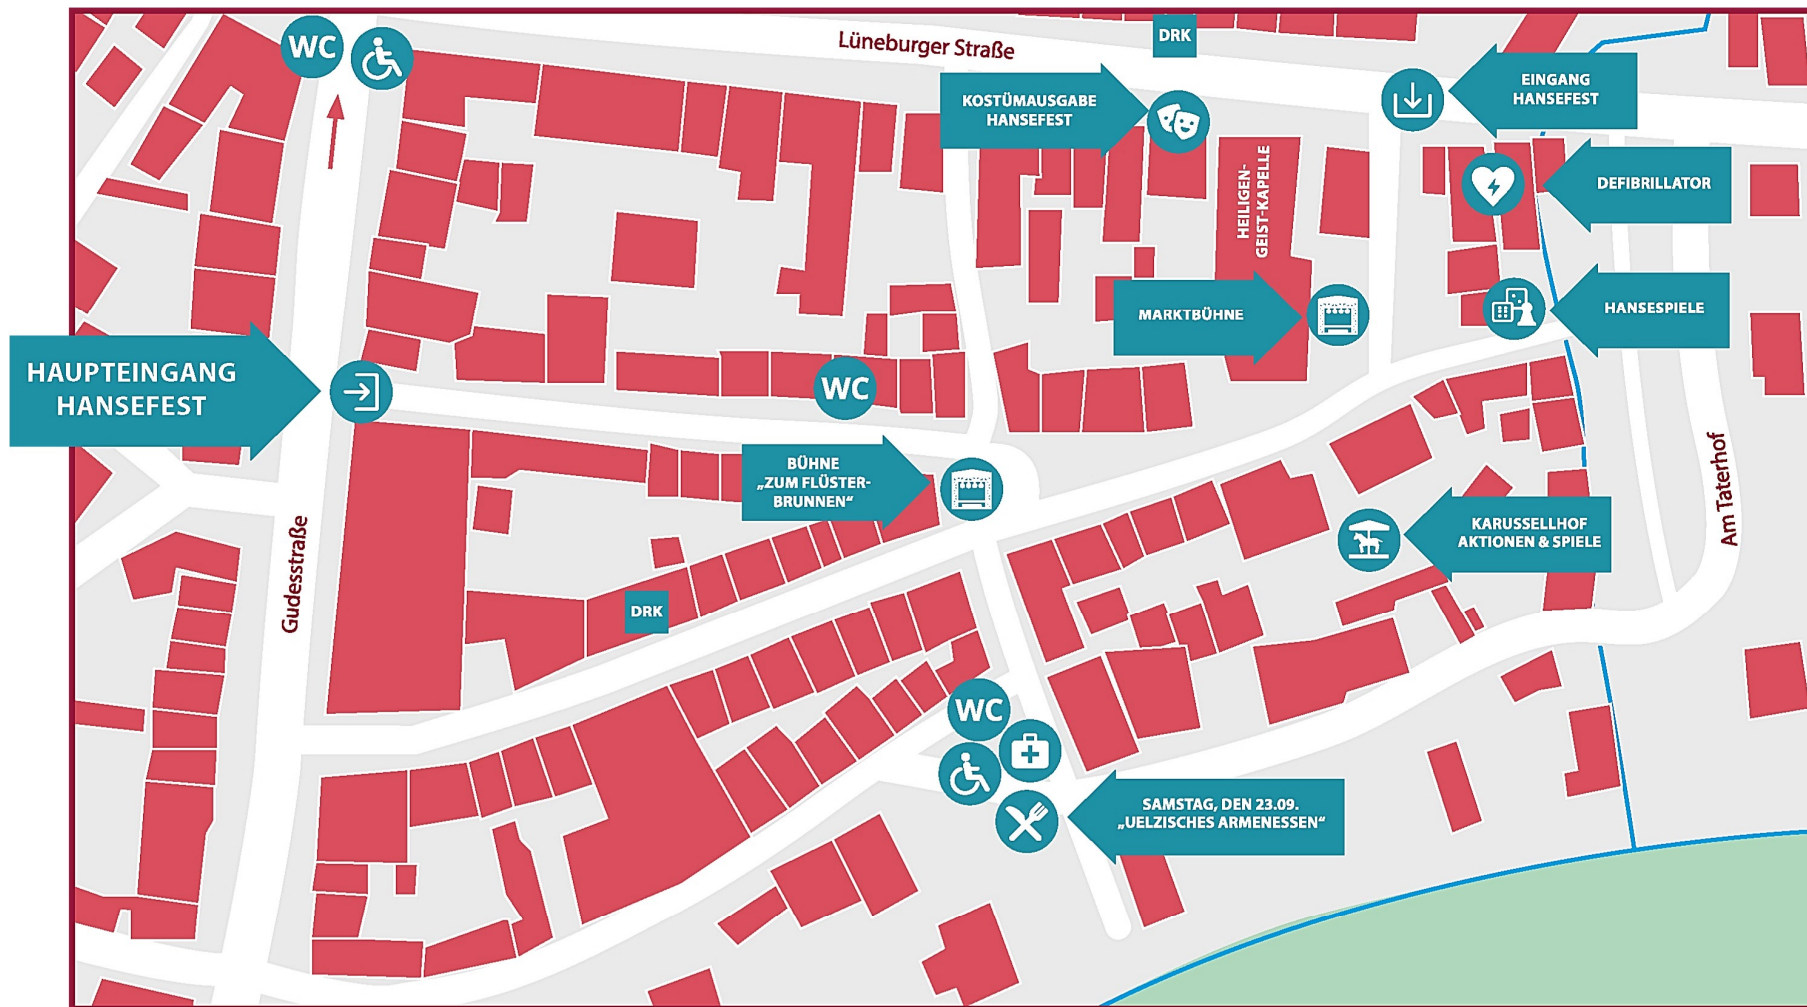 WC
Lüneburger Straße
DRK
KOSTÜMAUSGABE
HANSEFEST
EINGANG
HANSEFEST
HEILIGEN-
GEIST-KAPELLE
DEFIBRILLATOR
MARKTBÜHNE
HANSESPIELE
HAUPTEINGANG
HANSEFEST
WC
BÜHNE
„ZUM FLÜSTER-
BRUNNEN“
Am Taterhof
KARUSSELLHOF
AKTIONEN & SPIELE
Gudesstraße
DRK
WC
SAMSTAG, DEN 23.09.
„UELZISCHES ARMENESSEN“